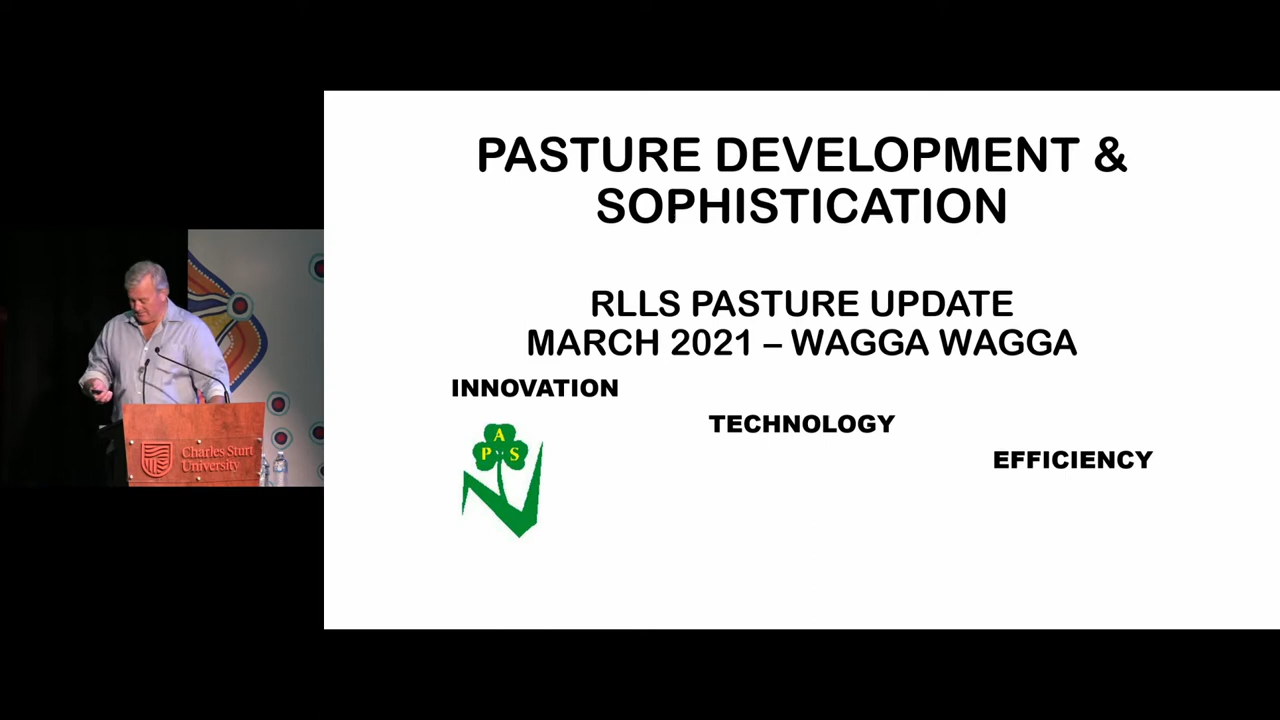 PASTURE DEVELOPMENT &
SOPHISTICATION
RLLS PASTURE UPDATE
MARCH 2021 – WAGGA WAGGA
INNOVATION
TECHNOLOGY
EFFICIENCY
A
P S
Charles Sturt
University